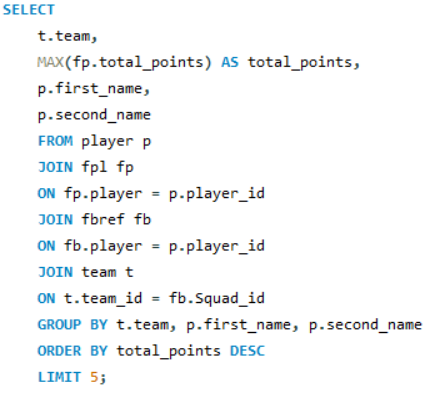 SELECT
t.team,
MAX(fp.total_points) AS total_points,
p.first_name,
p.second_name
FROM player p
JOIN fpl fp
ON fp.player = p.player_id
JOIN fbref fb
ON fb.player = p.player_id
JOIN team t
ON t.team_id = fb.Squad_id
GROUP BY t.team, p.first_name, p.second_name
ORDER BY total_points DESC
LIMIT 5;